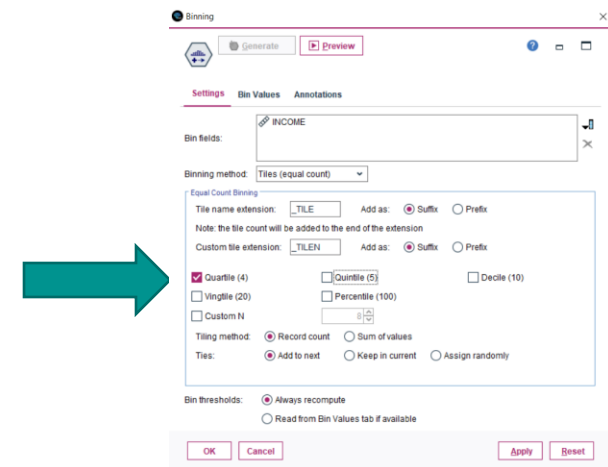 Binning
Generate Preview
Settings Bin Values Annotations
INCOME
Bin fields:
Binning method: Tiles (equal count)
Equal Count Binning
Tile name extension: _TILE Add as: Suffix Prefix
Note: the tile count will be added to the end of the extension
Custom tile extension: _TILEN Add as: Suffix Prefix
Quartile (4) Quintile (5) Decile (10)
Vingtile (20) Percentile (100)
Custom N 8
Tiling method: Record count Sum of values
Ties: Add to next Keep in current Assign randomly
Bin thresholds: Always recompute
Read from Bin Values tab if available
OK Cancel Apply Reset